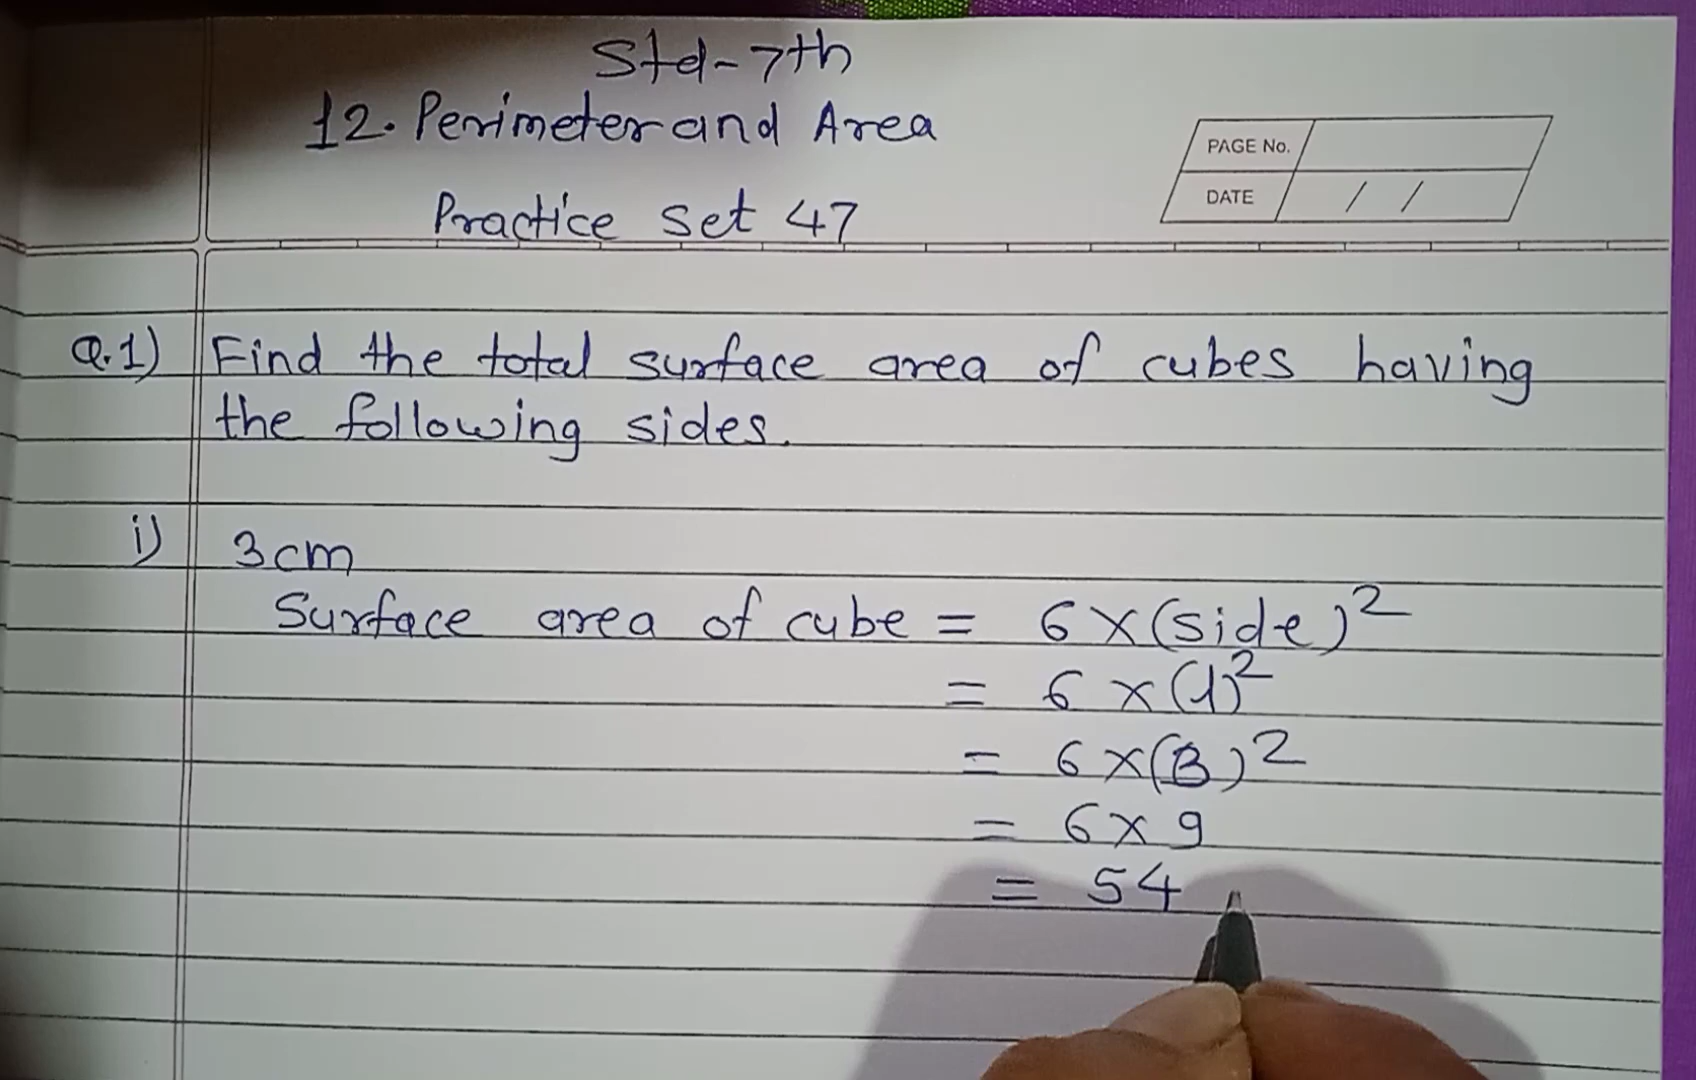 Std-7th
12. Perimeter and Area
Practice Set 47
PAGE No.
DATE / /
Q.1) Find the total surface area of cubes having
the following sides.
i) 3cm
Surface area of cube = 6×(side)²
= 6×(l)²
= 6×(3)²
= 6×9
= 54